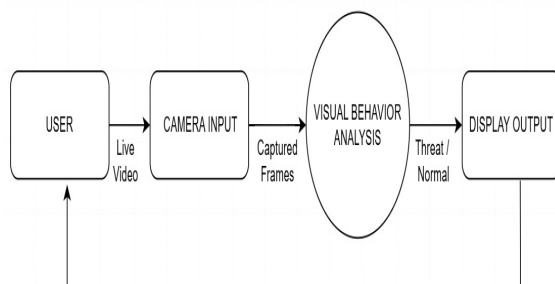 USER
Live
Video
CAMERA INPUT
Captured
Frames
VISUAL BEHAVIOR
ANALYSIS
Threat /
Normal
DISPLAY OUTPUT